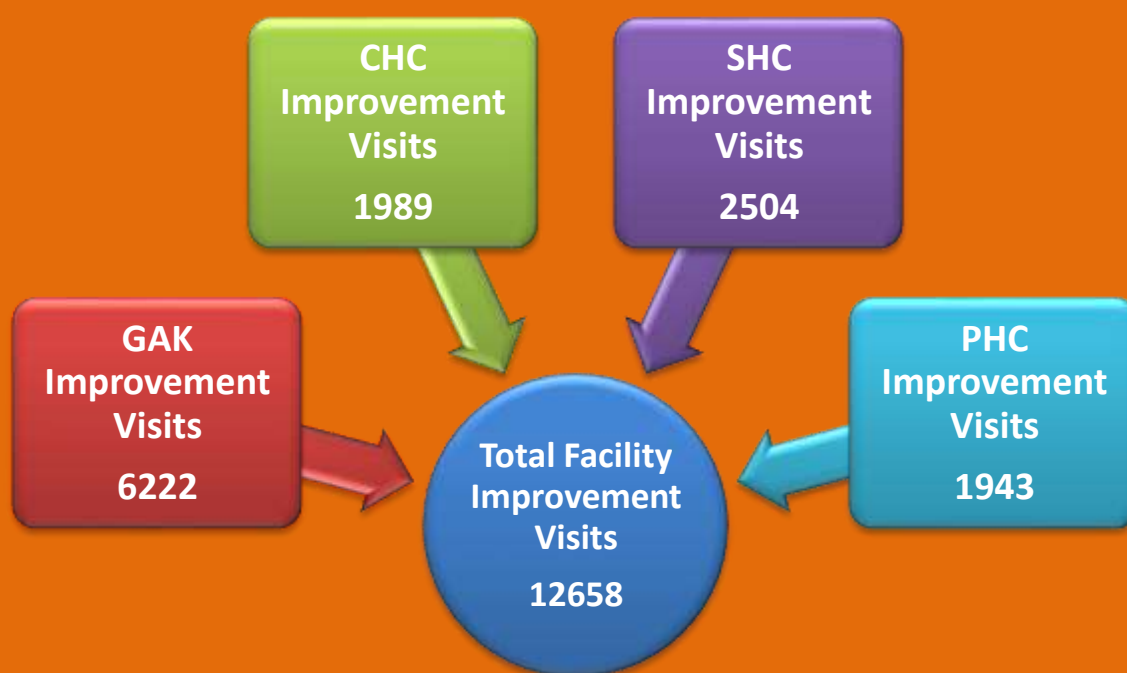 CHC
Improvement
Visits
1989
SHC
Improvement
Visits
2504
GAK
Improvement
Visits
6222
PHC
Improvement
Visits
1943
Total Facility
Improvement
Visits
12658